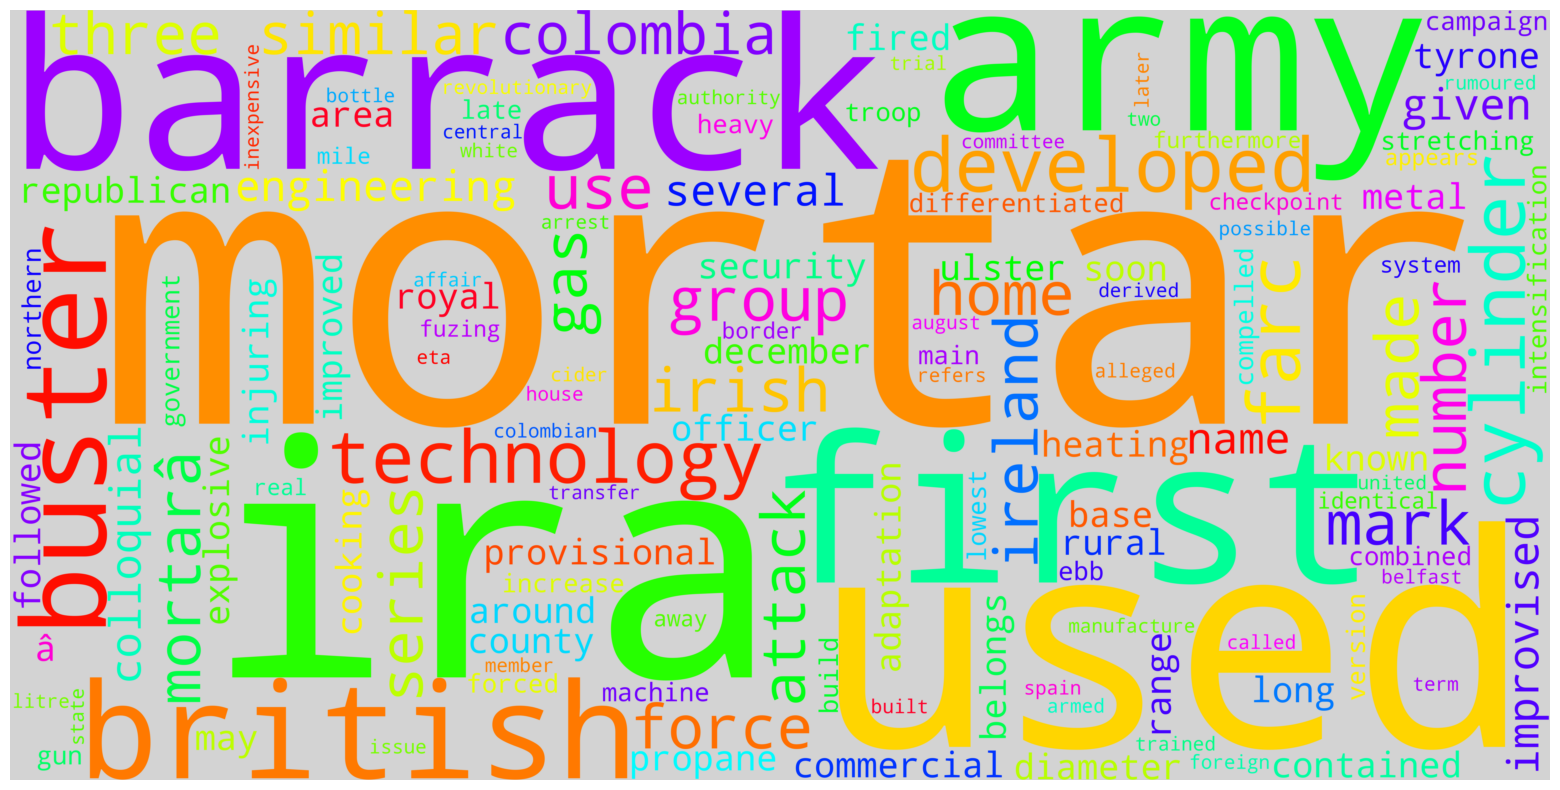 barrack
army
three
similar
colombia
fired
trial
campaign
tyrone
rumoured
given
later
two
inexpensive
bottle
revolutionary
area
late
central
white
mile
authority
heavy
troop
committee
furthermore
stretching
appears
republican
engineering
use
several
developed
differentiated
checkpoint
metal
cylinder
intensification
mortar
buster
northern
government
injuring
improved
affair
royal
fuzing
eta
arrest
gas
security
group
border
december
irish
officer
cider
house
colombian
ulster
soon
home
derived
august
main
refers
alleged
possible
compelled
system
farc
made
number
ireland
heating
name
known
united
identical
mark
combined
belfast
improvised
followed
colloquial
mortarâ
explosive
real
cooking
series
technology
transfer
ira
first
used
provisional
increase
around
county
member
forced
away
attack
adaptation
lowest
base
rural
ebb
belongs
manufacture
called
range
version
long
term
spain
armed
trained
foreign
contained
diameter
commercial
build
built
machine
force
propane
british
may
issue
gun
state
litre
â